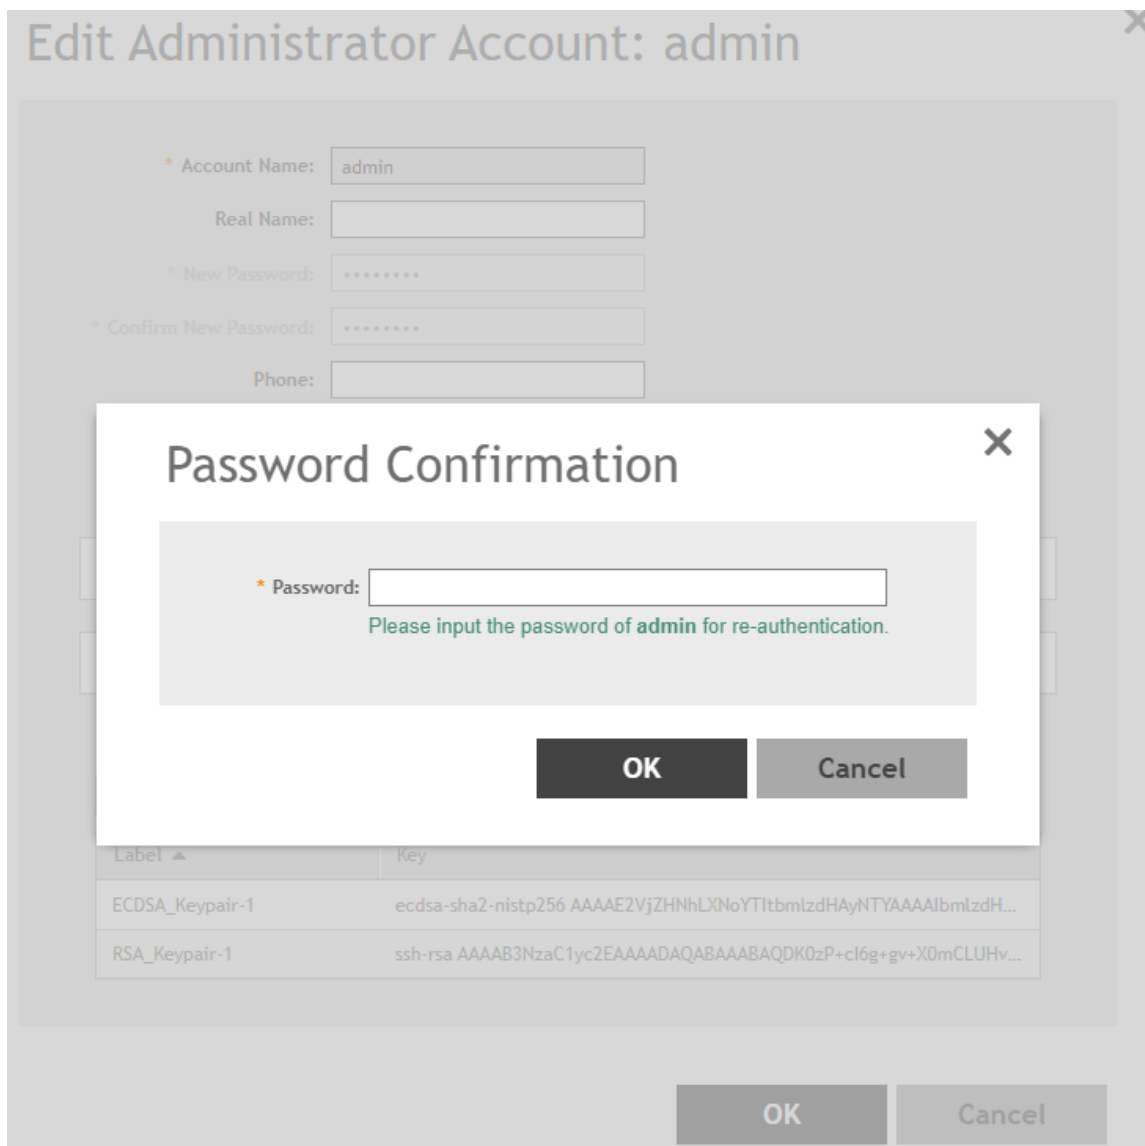 Edit Administrator Account: admin
* Account Name: admin
Real Name:
* New Password: ••••••••
* Confirm New Password: ••••••••
Phone:
Password Confirmation
* Password:
Please input the password of admin for re-authentication.
OK Cancel
Label ▲ Key
ECDSA_Keypair-1 ecdsa-sha2-nistp256 AAAAE2VjZHNhLXNoYTItbmlzdHAyNTYAAAAIbmlzdH...
RSA_Keypair-1 ssh-rsa AAAAB3NzaC1yc2EAAAADAQABAAABAQDK0zP+cI6g+gv+X0mCLUHv...
OK Cancel